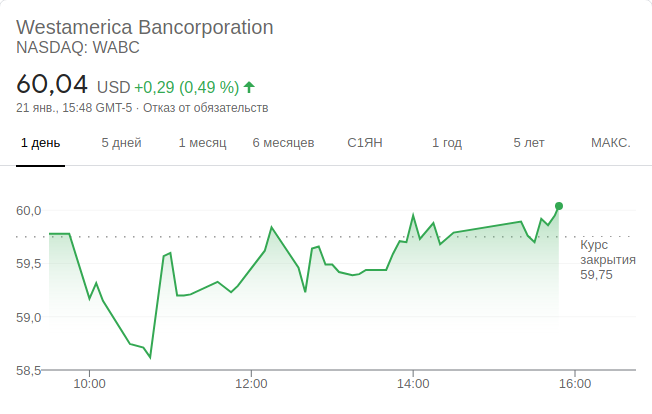 Westamerica Bancorporation
NASDAQ: WABC
60,04 USD +0,29 (0,49 %)
21 янв., 15:48 GMT-5 · Отказ от обязательств
1 день 5 дней 1 месяц 6 месяцев С1ЯН 1 год 5 лет МАКС.
60,0
59,5
59,0
58,5
Курс
закрытия
59,75
10:00 12:00 14:00 16:00